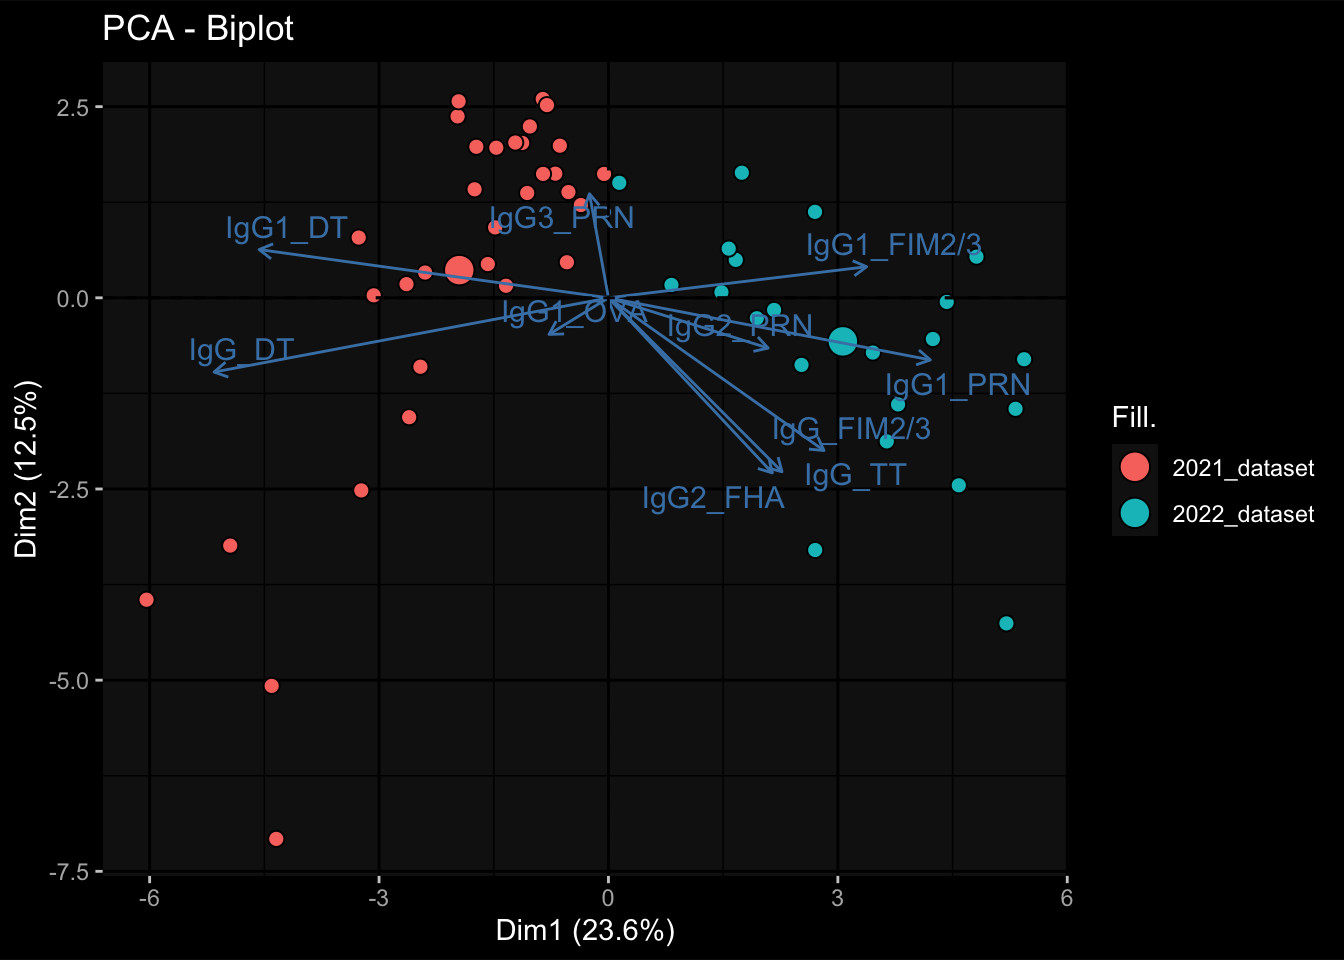 PCA - Biplot
2.5
0.0
-2.5
-5.0
-7.5
Dim2 (12.5%)
IgG3_PRN
IgG1_DT
IgG1_FIM2/3
IgG1_OVA
IgG2_PRN
IgG_DT
IgG1_PRN
IgG_FIM2/3
IgG_TT
IgG2_FHA
-6
-3
0
3
6
Dim1 (23.6%)
Fill.
2021_dataset
2022_dataset